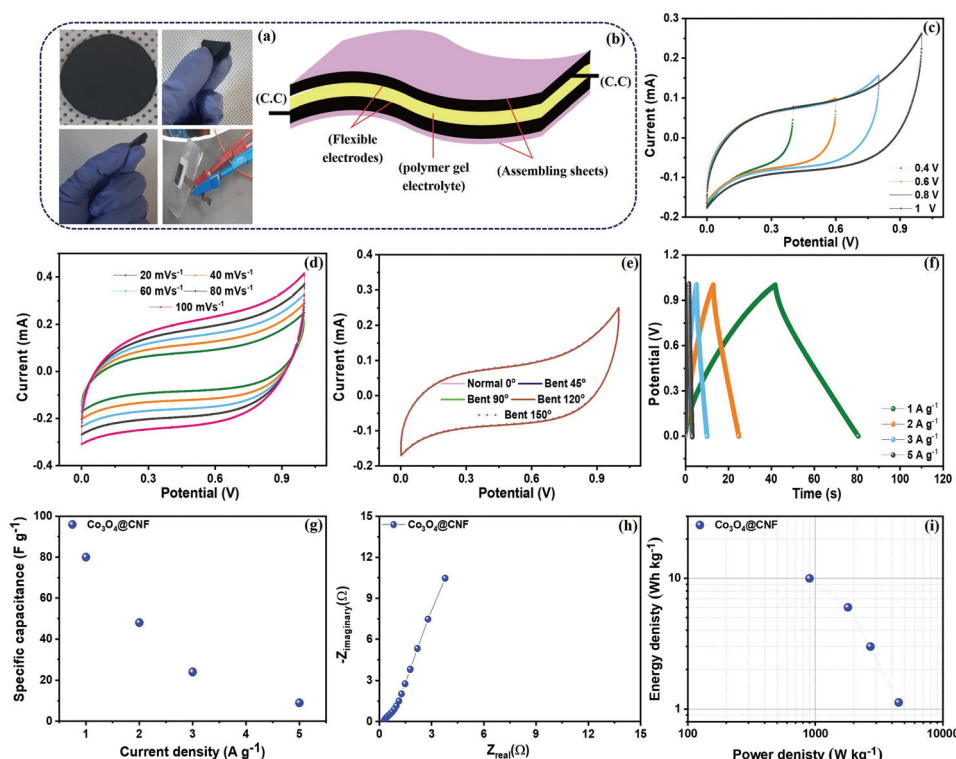 (a)
(b)
(C.C)
(C.C)
(Flexible
electrodes)
(polymer gel
electrolyte)
(Assembling sheets)
(c)
Current (mA)
0.2
0.1
0.0
-0.1
-0.2
0.4 V
0.6 V
0.8 V
1 V
0.0 0.3 0.6 0.9
Potential (V)
(d)
Current (mA)
0.4
0.2
0.0
-0.2
-0.4
20 mVs-1 40 mVs-1
60 mVs-1 80 mVs-1
100 mVs-1
0.0 0.3 0.6 0.9
Potential (V)
(e)
Current (mA)
0.4
0.3
0.2
0.1
0.0
-0.1
-0.2
Normal 0º Bent 45º
Bent 90º Bent 120º
Bent 150º
0.0 0.3 0.6 0.9
Potential (V)
(f)
Potential (V)
1.2
0.9
0.6
0.3
0.0
1 A g-1
2 A g-1
3 A g-1
5 A g-1
0 20 40 60 80 100 120
Time (s)
(g)
Co3O4@CNF
Specific capacitance (F g-1)
100
80
60
40
20
0
1 2 3 4 5
Current density (A g-1)
(h)
Co3O4@CNF
-Zimaginary(Ω)
15
12
9
6
3
0
0 3 6 9 12 15
Zreal(Ω)
(i)
Co3O4@CNF
Energy denisty (Wh kg-1)
10
1
100 1000 10000
Power denisty (W kg-1)